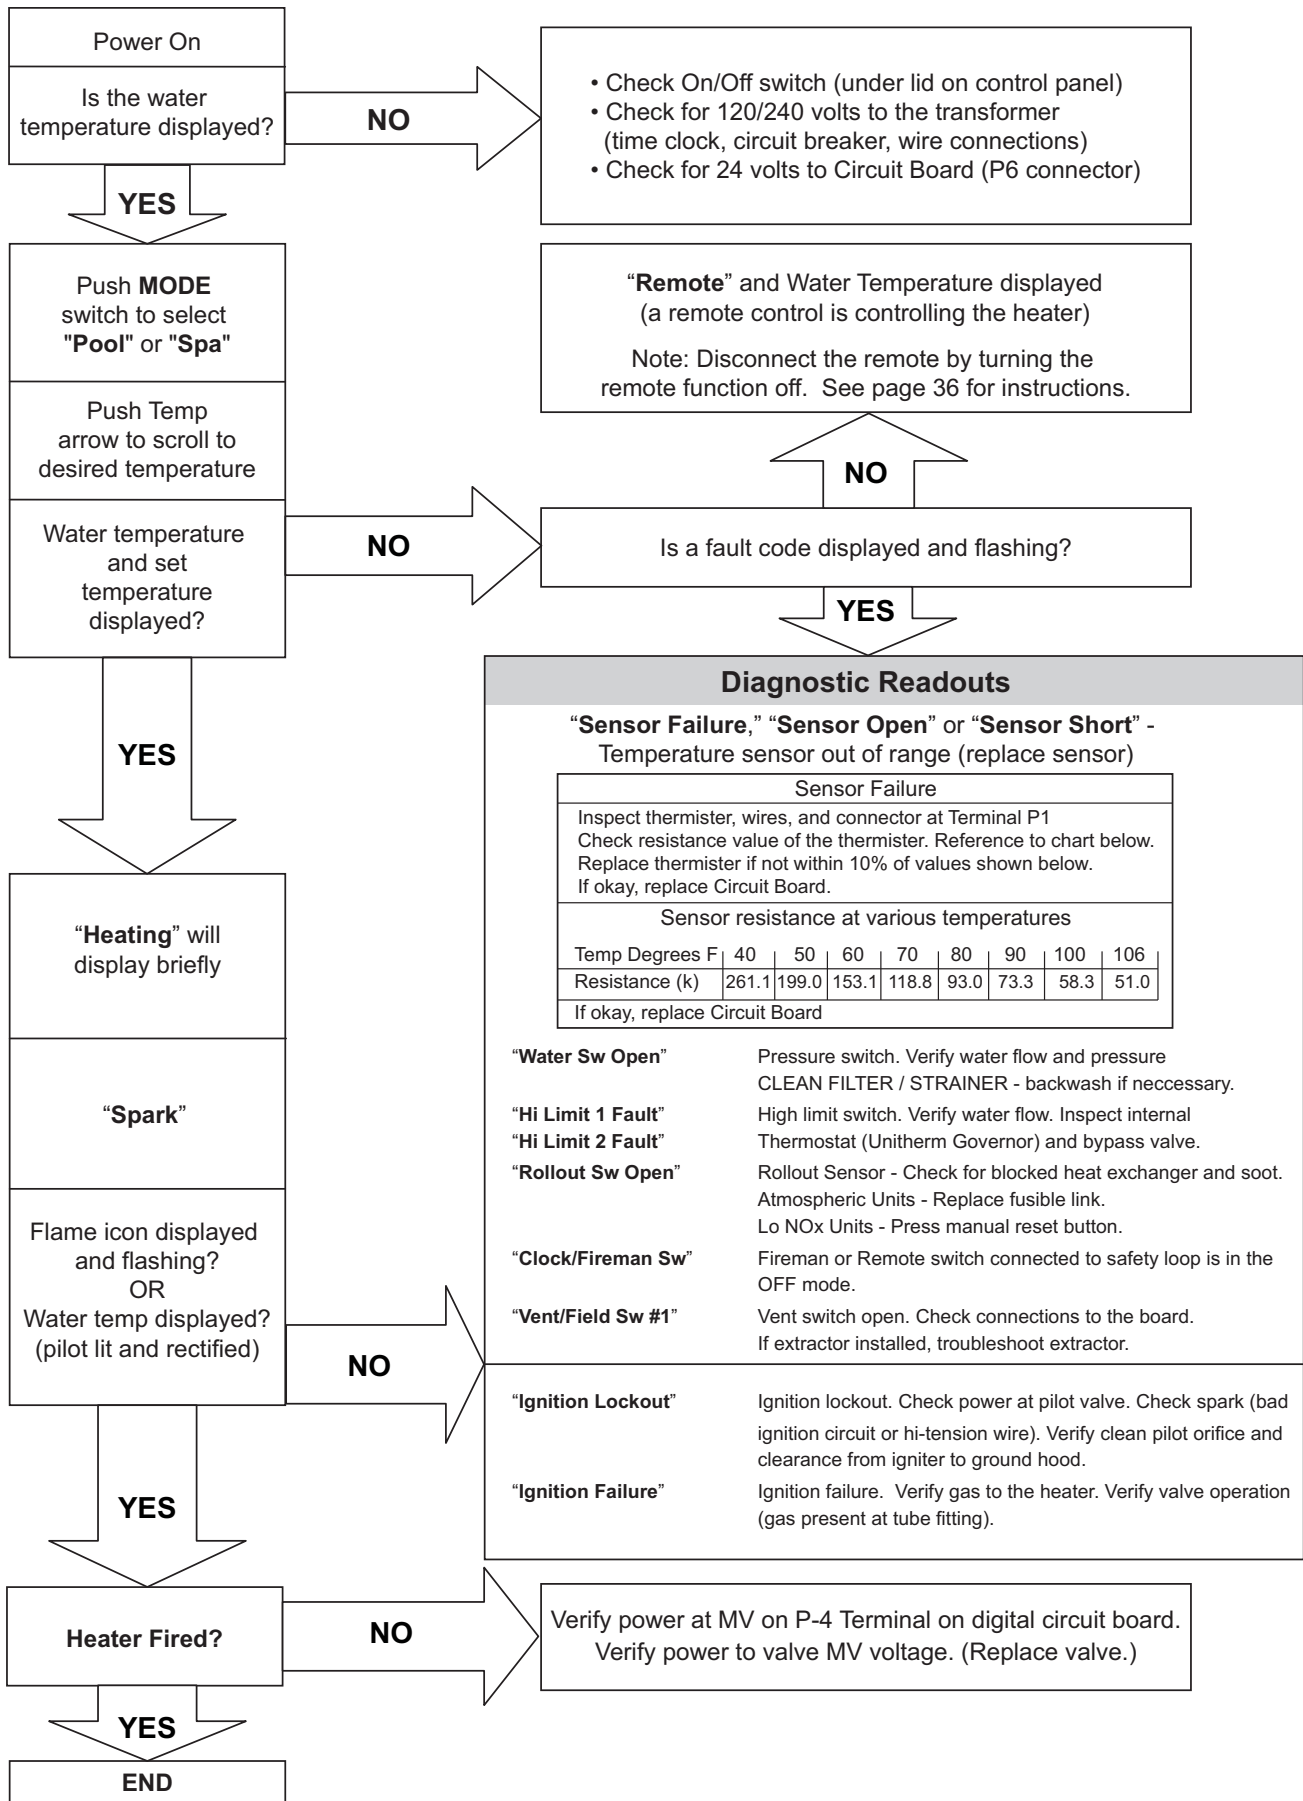 Power On
Is the water
temperature displayed?
NO
• Check On/Off switch (under lid on control panel)
• Check for 120/240 volts to the transformer
(time clock, circuit breaker, wire connections)
• Check for 24 volts to Circuit Board (P6 connector)
YES
Push MODE
switch to select
"Pool" or "Spa"
Push Temp
arrow to scroll to
desired temperature
Water temperature
and set
temperature
displayed?
NO
Is a fault code displayed and flashing?
NO
“Remote” and Water Temperature displayed
(a remote control is controlling the heater)
Note: Disconnect the remote by turning the
remote function off. See page 36 for instructions.
YES
Diagnostic Readouts
“Sensor Failure,” “Sensor Open” or “Sensor Short” -
Temperature sensor out of range (replace sensor)
Sensor Failure
Inspect thermister, wires, and connector at Terminal P1
Check resistance value of the thermister. Reference to chart below.
Replace thermister if not within 10% of values shown below.
If okay, replace Circuit Board.
Sensor resistance at various temperatures
Temp Degrees F 40 50 60 70 80 90 100 106
Resistance (k) 261.1 199.0 153.1 118.8 93.0 73.3 58.3 51.0
If okay, replace Circuit Board
“Water Sw Open” Pressure switch. Verify water flow and pressure
CLEAN FILTER / STRAINER - backwash if neccessary.
“Hi Limit 1 Fault” High limit switch. Verify water flow. Inspect internal
“Hi Limit 2 Fault” Thermostat (Unitherm Governor) and bypass valve.
“Rollout Sw Open” Rollout Sensor - Check for blocked heat exchanger and soot.
Atmospheric Units - Replace fusible link.
Lo NOx Units - Press manual reset button.
“Clock/Fireman Sw” Fireman or Remote switch connected to safety loop is in the
OFF mode.
“Vent/Field Sw #1” Vent switch open. Check connections to the board.
If extractor installed, troubleshoot extractor.
“Ignition Lockout” Ignition lockout. Check power at pilot valve. Check spark (bad
ignition circuit or hi-tension wire). Verify clean pilot orifice and
clearance from igniter to ground hood.
“Ignition Failure” Ignition failure. Verify gas to the heater. Verify valve operation
(gas present at tube fitting).
YES
“Heating” will
display briefly
“Spark”
Flame icon displayed
and flashing?
OR
Water temp displayed?
(pilot lit and rectified)
NO
YES
Heater Fired?
NO
Verify power at MV on P-4 Terminal on digital circuit board.
Verify power to valve MV voltage. (Replace valve.)
YES
END